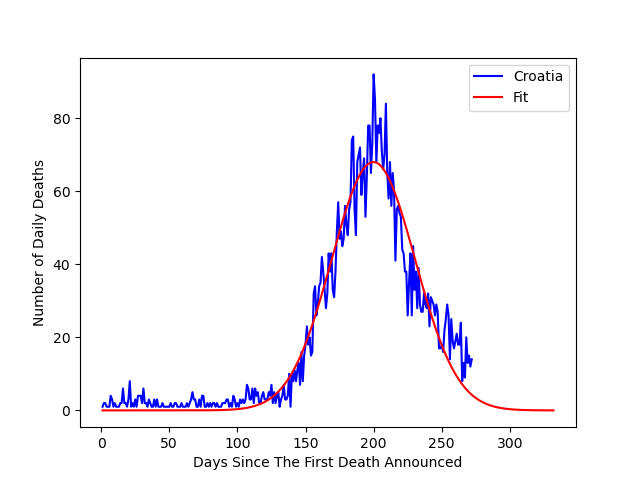 Croatia
Fit
Number of Daily Deaths
80
60
40
20
0
0 50 100 150 200 250 300
Days Since The First Death Announced